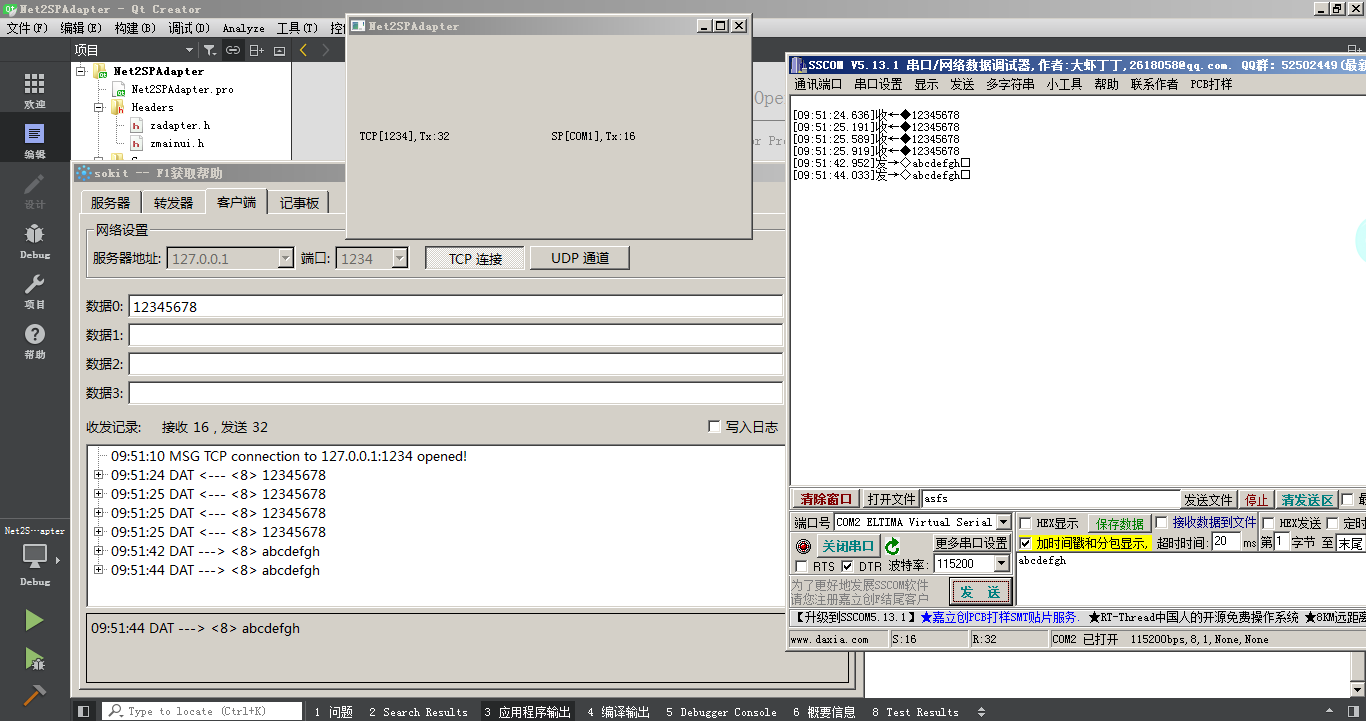 Net2SPAdapter - Qt Creator
文件(F) 编辑(E) 构建(B) 调试(D) Analyze 工具(T)
项目
欢迎
编辑
设计
Debug
项目
帮助
Net2SPAdapter
Net2SPAdapter.pro
Headers
zadapter.h
zmainui.h
Net2S…apter
Debug
Net2SPAdapter
TCP[1234],Tx:32 SP[COM1],Tx:16
sokit -- F1获取帮助
服务器 转发器 客户端 记事板
网络设置
服务器地址: 127.0.0.1 端口: 1234 TCP 连接 UDP 通道
数据0: 12345678
数据1:
数据2:
数据3:
收发记录: 接收 16 , 发送 32 写入日志
09:51:10 MSG TCP connection to 127.0.0.1:1234 opened!
09:51:24 DAT <--- <8> 12345678
09:51:25 DAT <--- <8> 12345678
09:51:25 DAT <--- <8> 12345678
09:51:25 DAT <--- <8> 12345678
09:51:42 DAT ---> <8> abcdefgh
09:51:44 DAT ---> <8> abcdefgh
09:51:44 DAT ---> <8> abcdefgh
SSCOM V5.13.1 串口/网络数据调试器,作者:大虾丁丁,2618058@qq.com. QQ群: 52502449(最新
通讯端口 串口设置 显示 发送 多字符串 小工具 帮助 联系作者 PCB打样
[09:51:24.636]收←◆12345678
[09:51:25.191]收←◆12345678
[09:51:25.589]收←◆12345678
[09:51:25.919]收←◆12345678
[09:51:42.952]发→◇abcdefgh□
[09:51:44.033]发→◇abcdefgh□
清除窗口 打开文件 asfs 发送文件 停止 清发送区
端口号 COM2 ELTIMA Virtual Serial HEX显示 保存数据 接收数据到文件 HEX发送 定时
关闭串口 更多串口设置 加时间戳和分包显示, 超时时间: 20 ms 第1 字节 至 末尾
RTS DTR 波特率: 115200 abcdefgh
为了更好地发展SSCOM软件
请您注册嘉立创F结尾客户
发 送
【升级到SSCOM5.13.1】★嘉立创PCB打样SMT贴片服务. ★RT-Thread中国人的开源免费操作系统 ★8KM远距离
www.daxia.com S:16 R:32 COM2 已打开 115200bps,8,1,None,None
Type to locate (Ctrl+K) 1 问题 2 Search Results 3 应用程序输出 4 编译输出 5 Debugger Console 6 概要信息 8 Test Results